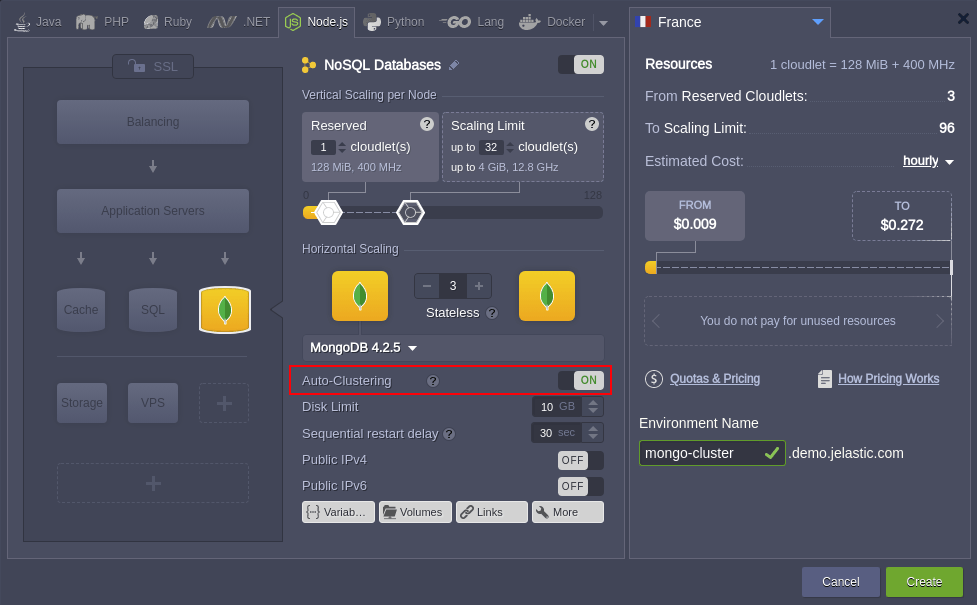 Java PHP Ruby .NET Node.js Python Lang Docker
SSL
Balancing
Application Servers
Cache SQL
Storage VPS
NoSQL Databases ON
Vertical Scaling per Node
Reserved ?
1 cloudlet(s)
128 MiB, 400 MHz
Scaling Limit ?
up to 32 cloudlet(s)
up to 4 GiB, 12.8 GHz
0 128
Horizontal Scaling
− 3 +
Stateless ?
MongoDB 4.2.5
Auto-Clustering ? ON
Disk Limit 10 GB
Sequential restart delay ? 30 sec
Public IPv4 OFF
Public IPv6 OFF
Variab... Volumes Links More
France
Resources 1 cloudlet = 128 MiB + 400 MHz
From Reserved Cloudlets: 3
To Scaling Limit: 96
Estimated Cost: hourly
FROM
$0.009
TO
$0.272
You do not pay for unused resources
$ Quotas & Pricing How Pricing Works
Environment Name
mongo-cluster .demo.jelastic.com
Cancel Create